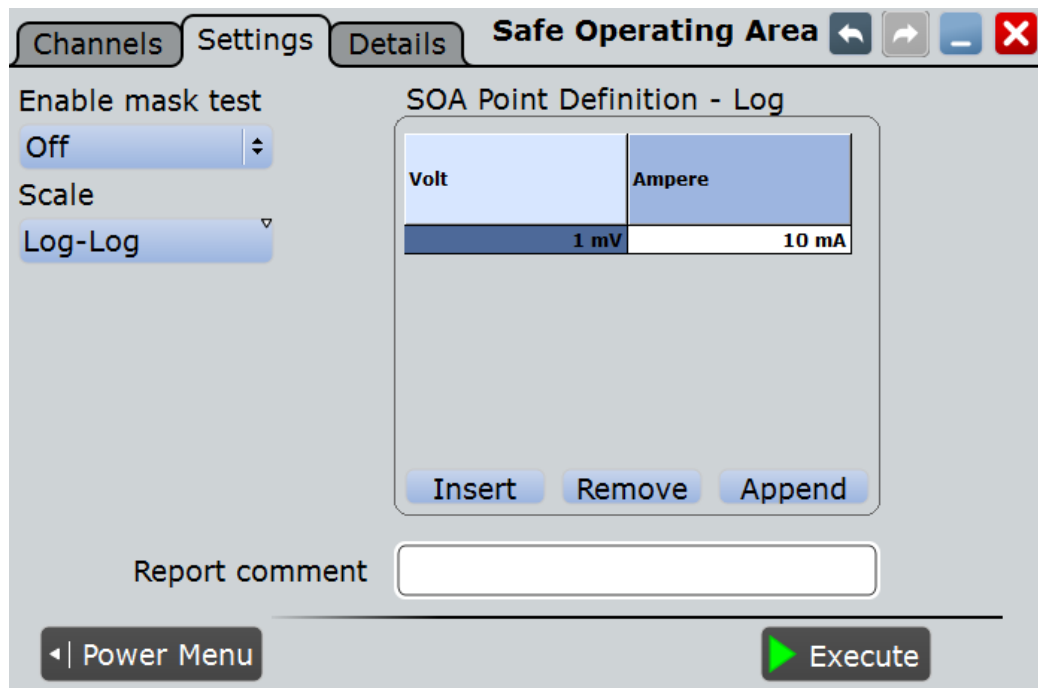 Channels Settings Details Safe Operating Area
Enable mask test
Off
Scale
Log-Log
SOA Point Definition - Log
Volt Ampere
1 mV 10 mA
Insert Remove Append
Report comment
Power Menu Execute